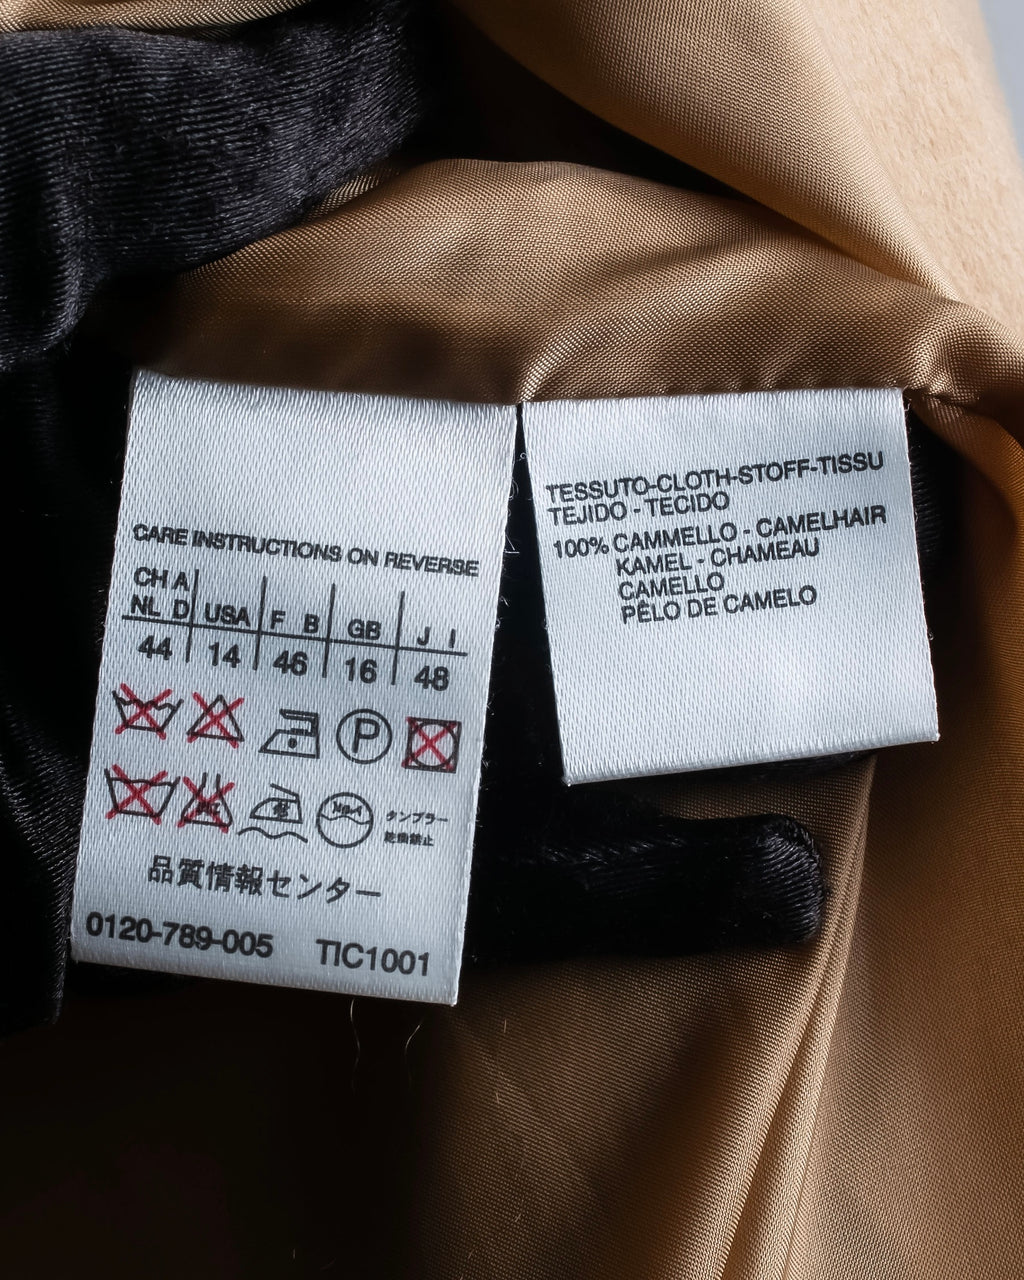 CARE INSTRUCTIONS ON REVERSE
CH A
NL D USA F B GB J I
44 14 46 16 48
P
タンブラー
乾燥禁止
品質情報センター
0120-789-005 TIC1001
TESSUTO-CLOTH-STOFF-TISSU
TEJIDO - TECIDO
100% CAMMELLO - CAMELHAIR
KAMEL - CHAMEAU
CAMELLO
PÊLO DE CAMELO